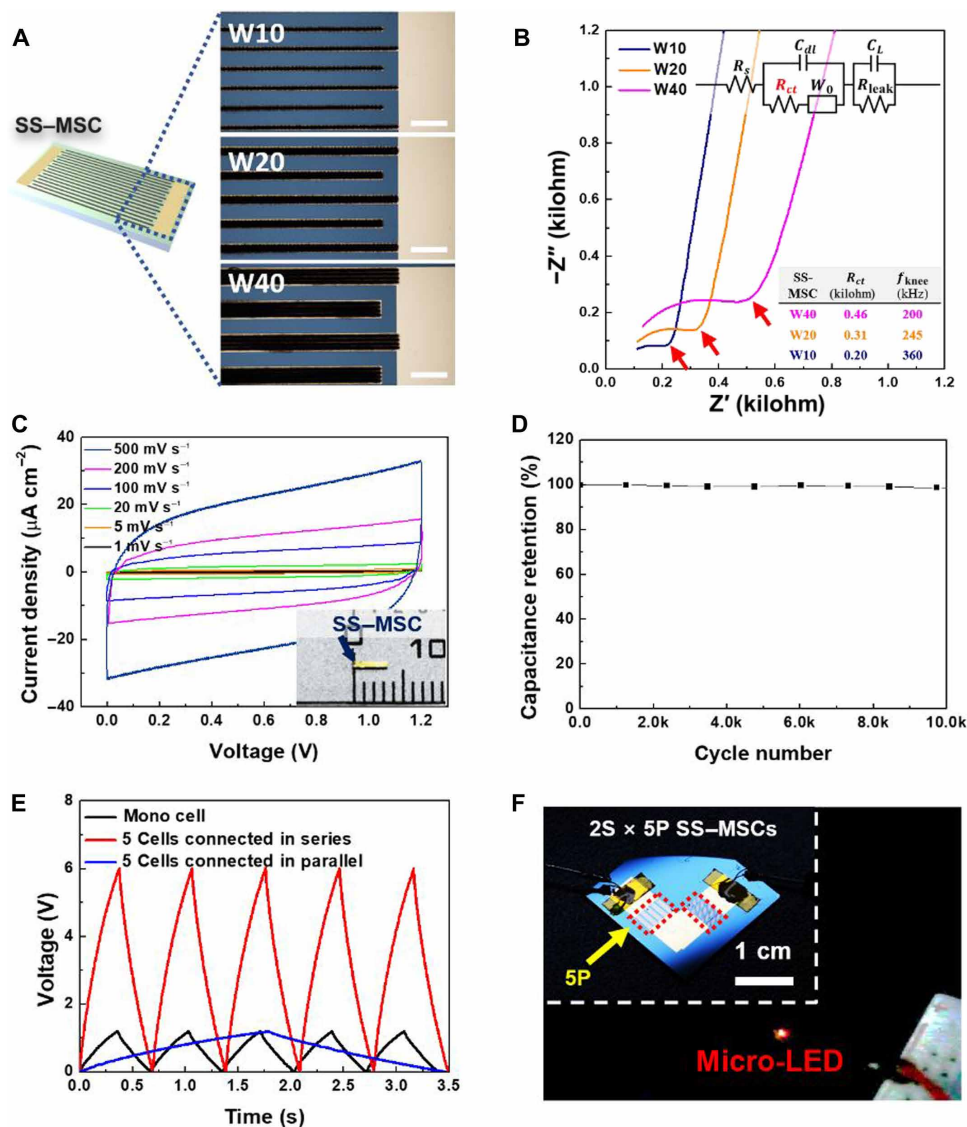 A
SS–MSC
W10
W20
W40
B
−Z″ (kilohm)
1.2
1.0
0.8
0.6
0.4
0.2
0.0
W10
W20
W40
R_s
C_dl
R_ct
W_0
C_L
R_leak
SS-MSC R_ct (kilohm) f_knee (kHz)
W40 0.46 200
W20 0.31 245
W10 0.20 360
0.0 0.2 0.4 0.6 0.8 1.0 1.2
Z′ (kilohm)
C
Current density (μA cm⁻²)
40
20
0
−20
−40
500 mV s⁻¹
200 mV s⁻¹
100 mV s⁻¹
20 mV s⁻¹
5 mV s⁻¹
1 mV s⁻¹
SS–MSC
10
0.0 0.2 0.4 0.6 0.8 1.0 1.2
Voltage (V)
D
Capacitance retention (%)
120
100
80
60
40
20
0
0.0 2.0k 4.0k 6.0k 8.0k 10.0k
Cycle number
E
Voltage (V)
8
6
4
2
0
Mono cell
5 Cells connected in series
5 Cells connected in parallel
0.0 0.5 1.0 1.5 2.0 2.5 3.0 3.5
Time (s)
F
2S × 5P SS–MSCs
5P
1 cm
Micro-LED